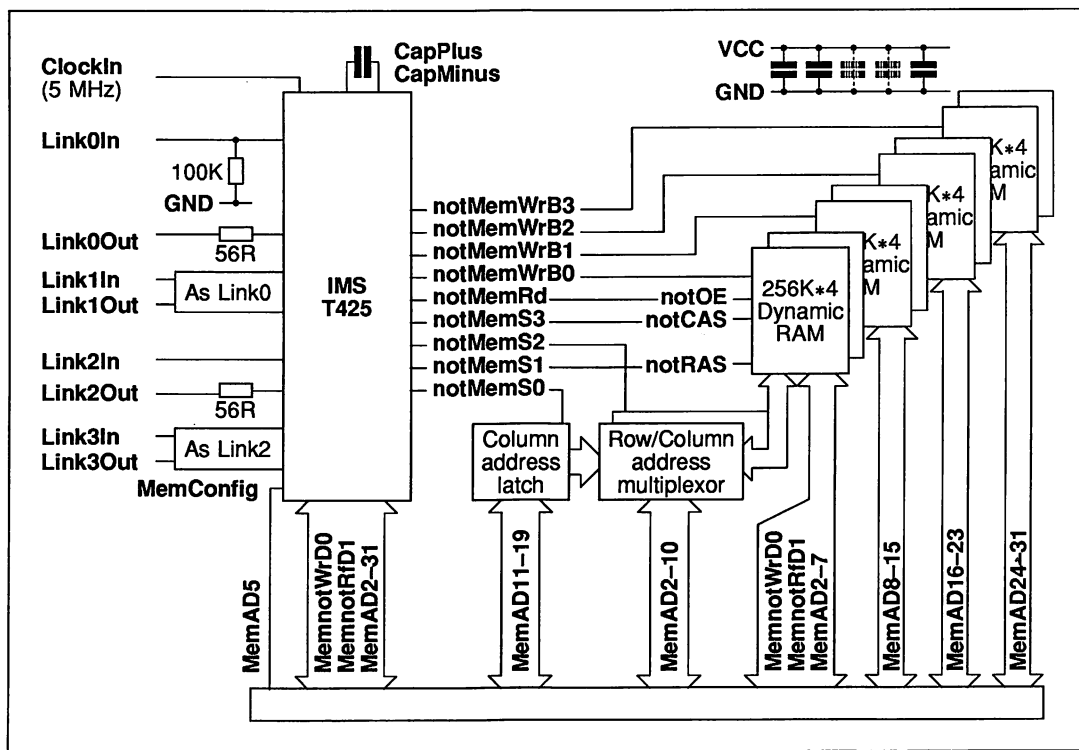 CapPlus
CapMinus
VCC
GND
ClockIn
(5 MHz)
Link0In
100K
GND
Link0Out
56R
Link1In
Link1Out
As Link0
Link2In
Link2Out
56R
Link3In
Link3Out
As Link2
MemConfig
IMS
T425
notMemWrB3
notMemWrB2
notMemWrB1
notMemWrB0
notMemRd
notMemS3
notMemS2
notMemS1
notMemS0
notOE
notCAS
notRAS
256K*4
Dynamic
RAM
K*4
amic
M
K*4
amic
M
K*4
amic
M
Column
address
latch
Row/Column
address
multiplexor
MemAD5
MemnotWrD0
MemnotRfD1
MemAD2–31
MemAD11–19
MemAD2–10
MemnotWrD0
MemnotRfD1
MemAD2–7
MemAD8–15
MemAD16–23
MemAD24–31